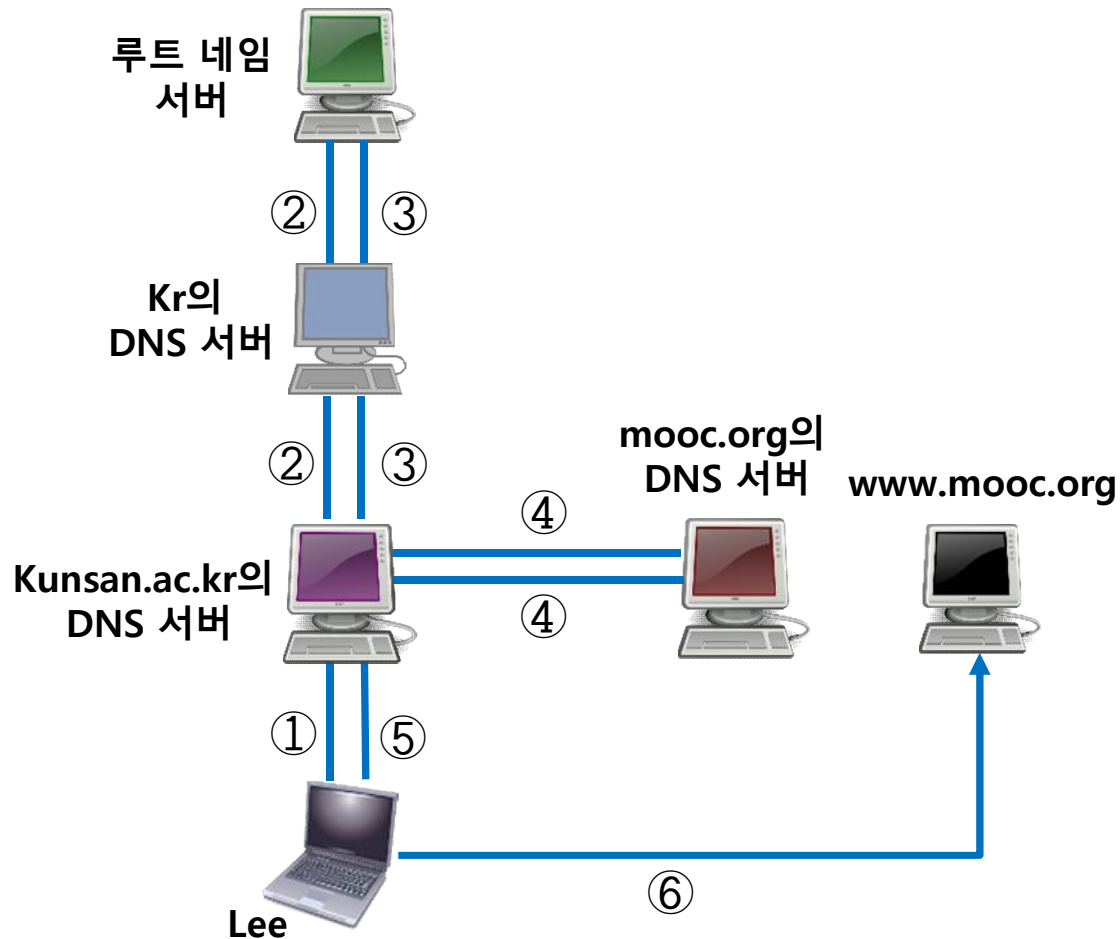 루트 네임
서버
②
③
Kr의
DNS 서버
②
③
mooc.org의
DNS 서버
www.mooc.org
④
Kunsan.ac.kr의
DNS 서버
④
①
⑤
⑥
Lee